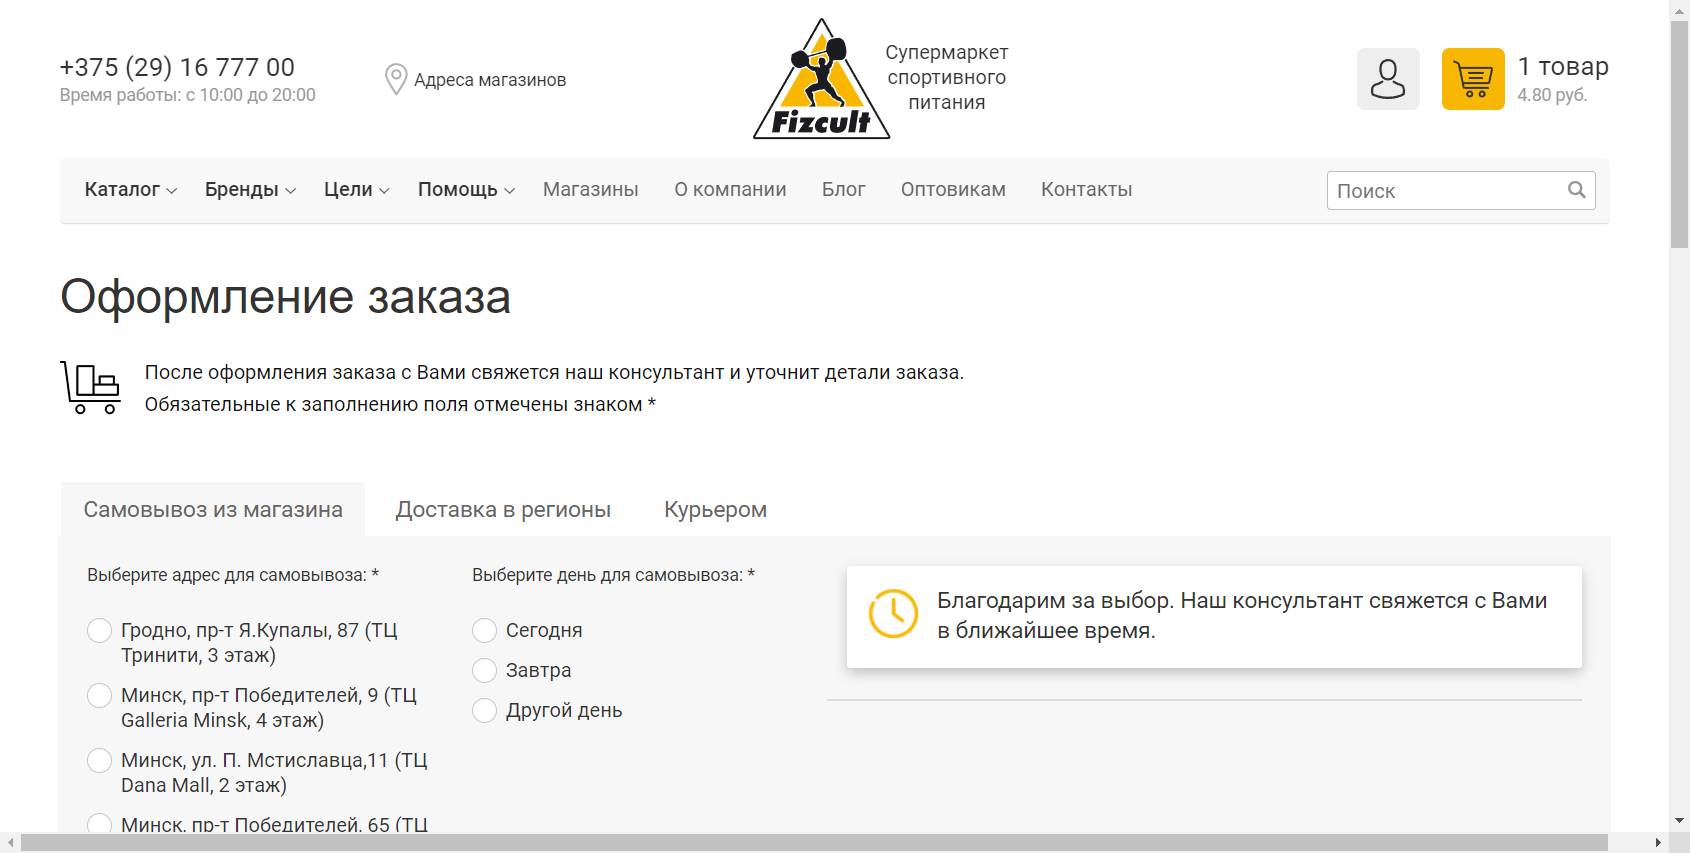 +375 (29) 16 777 00
Время работы: с 10:00 до 20:00
Адреса магазинов
Fizcult
Супермаркет
спортивного
питания
1 товар
4.80 руб.
Каталог Бренды Цели Помощь Магазины О компании Блог Оптовикам Контакты Поиск
Оформление заказа
После оформления заказа с Вами свяжется наш консультант и уточнит детали заказа.
Обязательные к заполнению поля отмечены знаком *
Самовывоз из магазина Доставка в регионы Курьером
Выберите адрес для самовывоза: *
Гродно, пр-т Я.Купалы, 87 (ТЦ
Тринити, 3 этаж)
Минск, пр-т Победителей, 9 (ТЦ
Galleria Minsk, 4 этаж)
Минск, ул. П. Мстиславца,11 (ТЦ
Dana Mall, 2 этаж)
Минск, пр-т Победителей, 65 (ТЦ
Выберите день для самовывоза: *
Сегодня
Завтра
Другой день
Благодарим за выбор. Наш консультант свяжется с Вами
в ближайшее время.